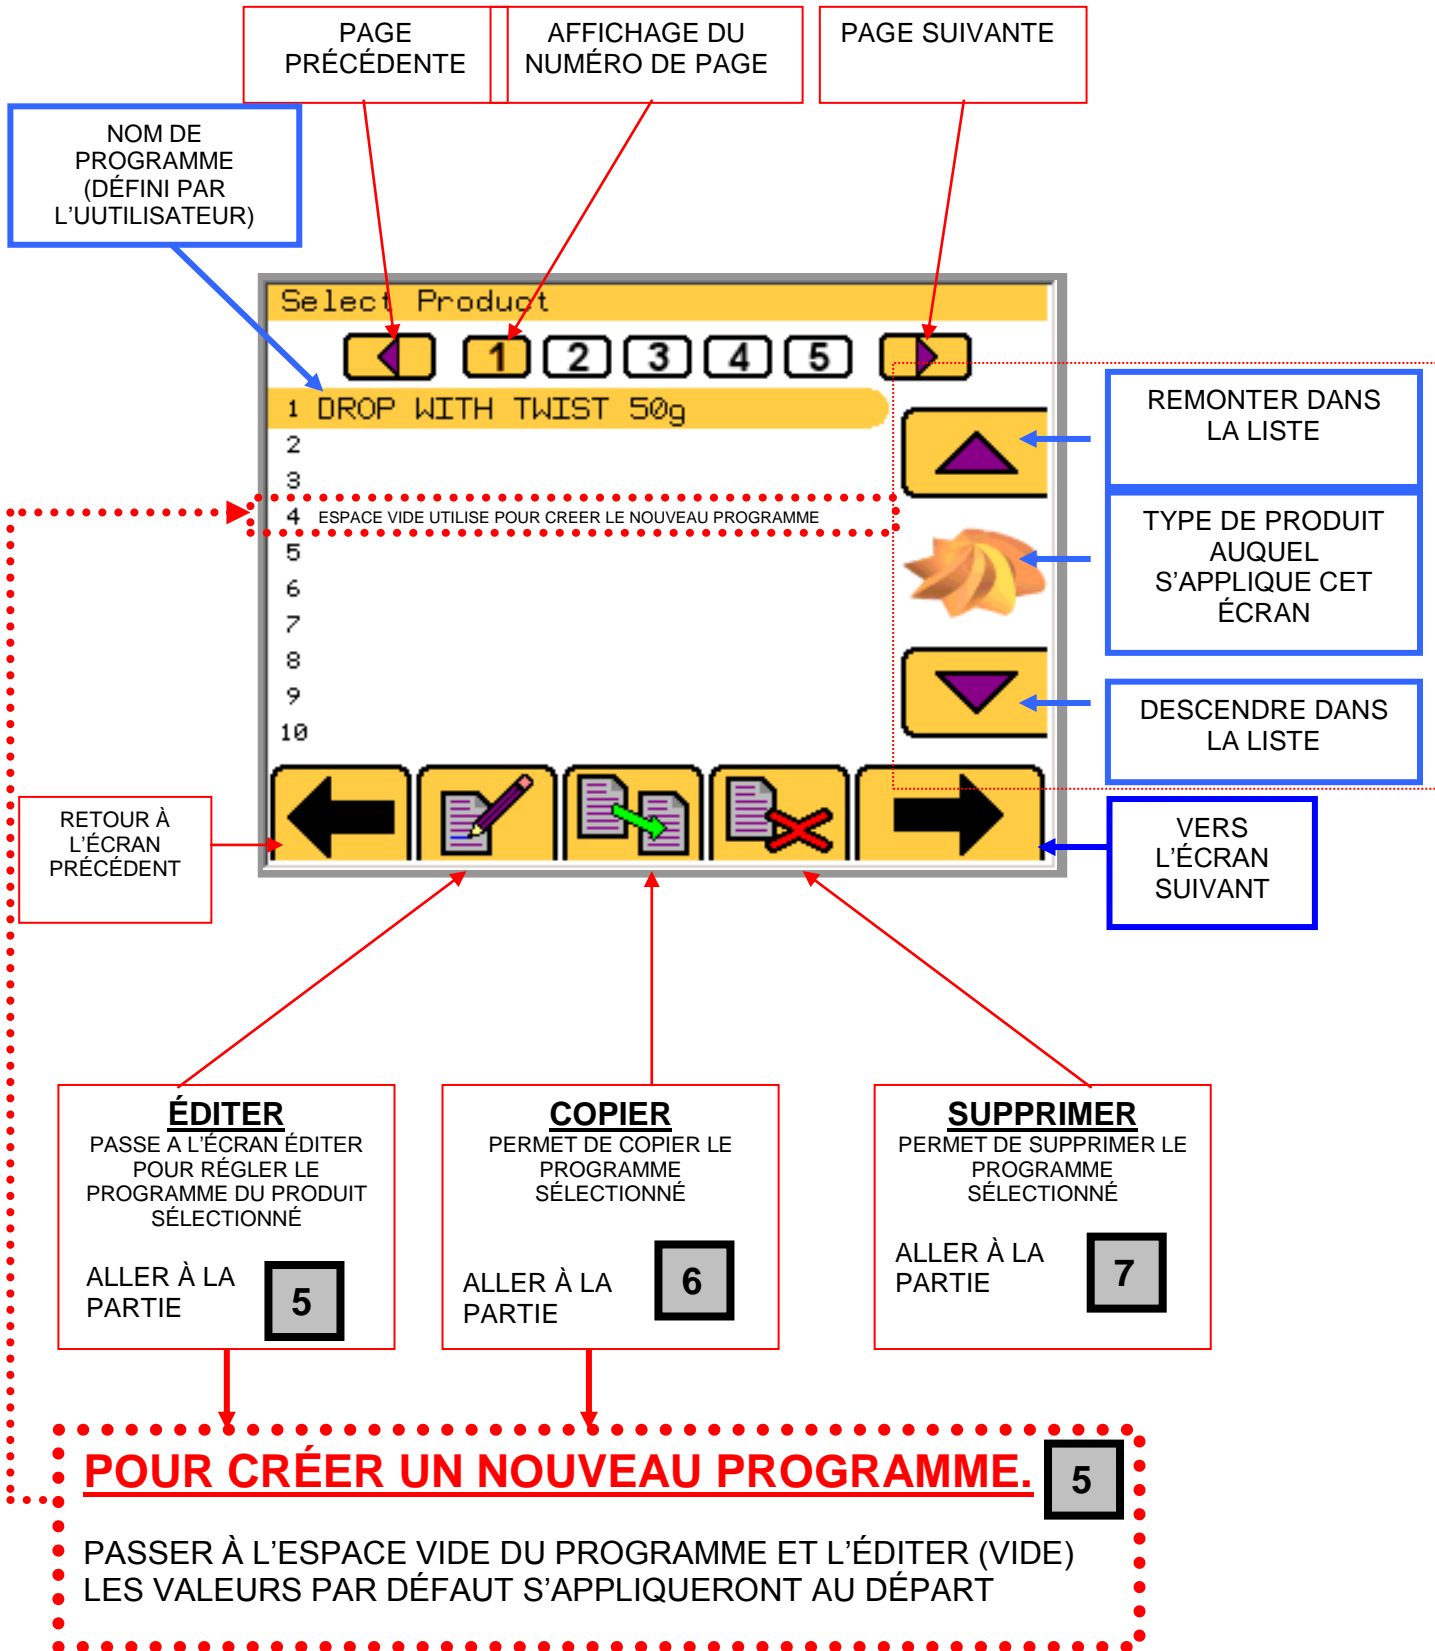 PAGE
PRÉCÉDENTE
AFFICHAGE DU
NUMÉRO DE PAGE
PAGE SUIVANTE
NOM DE
PROGRAMME
(DÉFINI PAR
L'UUTILISATEUR)
Select Product
1 2 3 4 5
1 DROP WITH TWIST 50g
2
3
4 ESPACE VIDE UTILISE POUR CREER LE NOUVEAU PROGRAMME
5
6
7
8
9
10
REMONTER DANS
LA LISTE
TYPE DE PRODUIT
AUQUEL
S'APPLIQUE CET
ÉCRAN
DESCENDRE DANS
LA LISTE
RETOUR À
L'ÉCRAN
PRÉCÉDENT
VERS
L'ÉCRAN
SUIVANT
ÉDITER
PASSE A L'ÉCRAN ÉDITER
POUR RÉGLER LE
PROGRAMME DU PRODUIT
SÉLECTIONNÉ
ALLER À LA
PARTIE
5
COPIER
PERMET DE COPIER LE
PROGRAMME
SÉLECTIONNÉ
ALLER À LA
PARTIE
6
SUPPRIMER
PERMET DE SUPPRIMER LE
PROGRAMME
SÉLECTIONNÉ
ALLER À LA
PARTIE
7
POUR CRÉER UN NOUVEAU PROGRAMME.
5
PASSER À L'ESPACE VIDE DU PROGRAMME ET L'ÉDITER (VIDE)
LES VALEURS PAR DÉFAUT S'APPLIQUERONT AU DÉPART